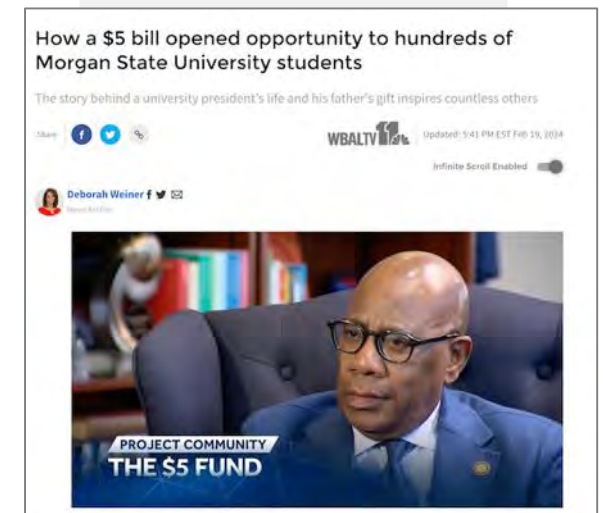 How a $5 bill opened opportunity to hundreds of
Morgan State University students
The story behind a university president's life and his father's gift inspires countless others
Share
WBALTV 11
Updated: 5:41 PM EST Feb 19, 2024
Infinite Scroll Enabled
Deborah Weiner
PROJECT COMMUNITY
THE $5 FUND